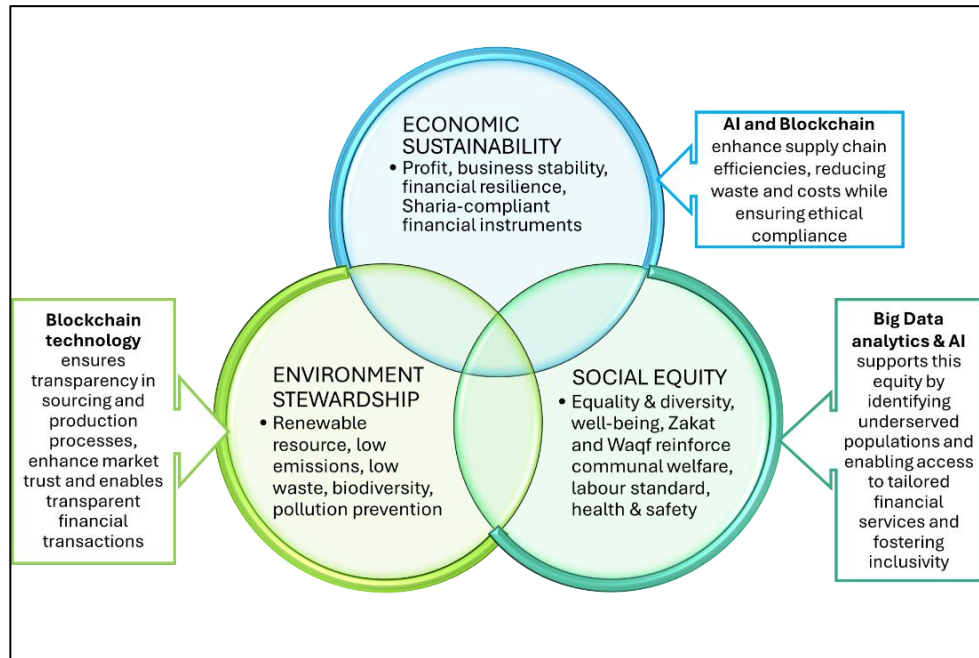 ECONOMIC
SUSTAINABILITY
• Profit, business stability,
financial resilience,
Sharia-compliant
financial instruments
AI and Blockchain
enhance supply chain
efficiencies, reducing
waste and costs while
ensuring ethical
compliance
Blockchain
technology
ensures
transparency in
sourcing and
production
processes,
enhance market
trust and enables
transparent
financial
transactions
ENVIRONMENT
STEWARDSHIP
• Renewable
resource, low
emissions, low
waste, biodiversity,
pollution prevention
SOCIAL EQUITY
• Equality & diversity,
well-being, Zakat
and Waqf reinforce
communal welfare,
labour standard,
health & safety
Big Data
analytics & AI
supports this
equity by
identifying
underserved
populations and
enabling access
to tailored
financial
services and
fostering
inclusivity